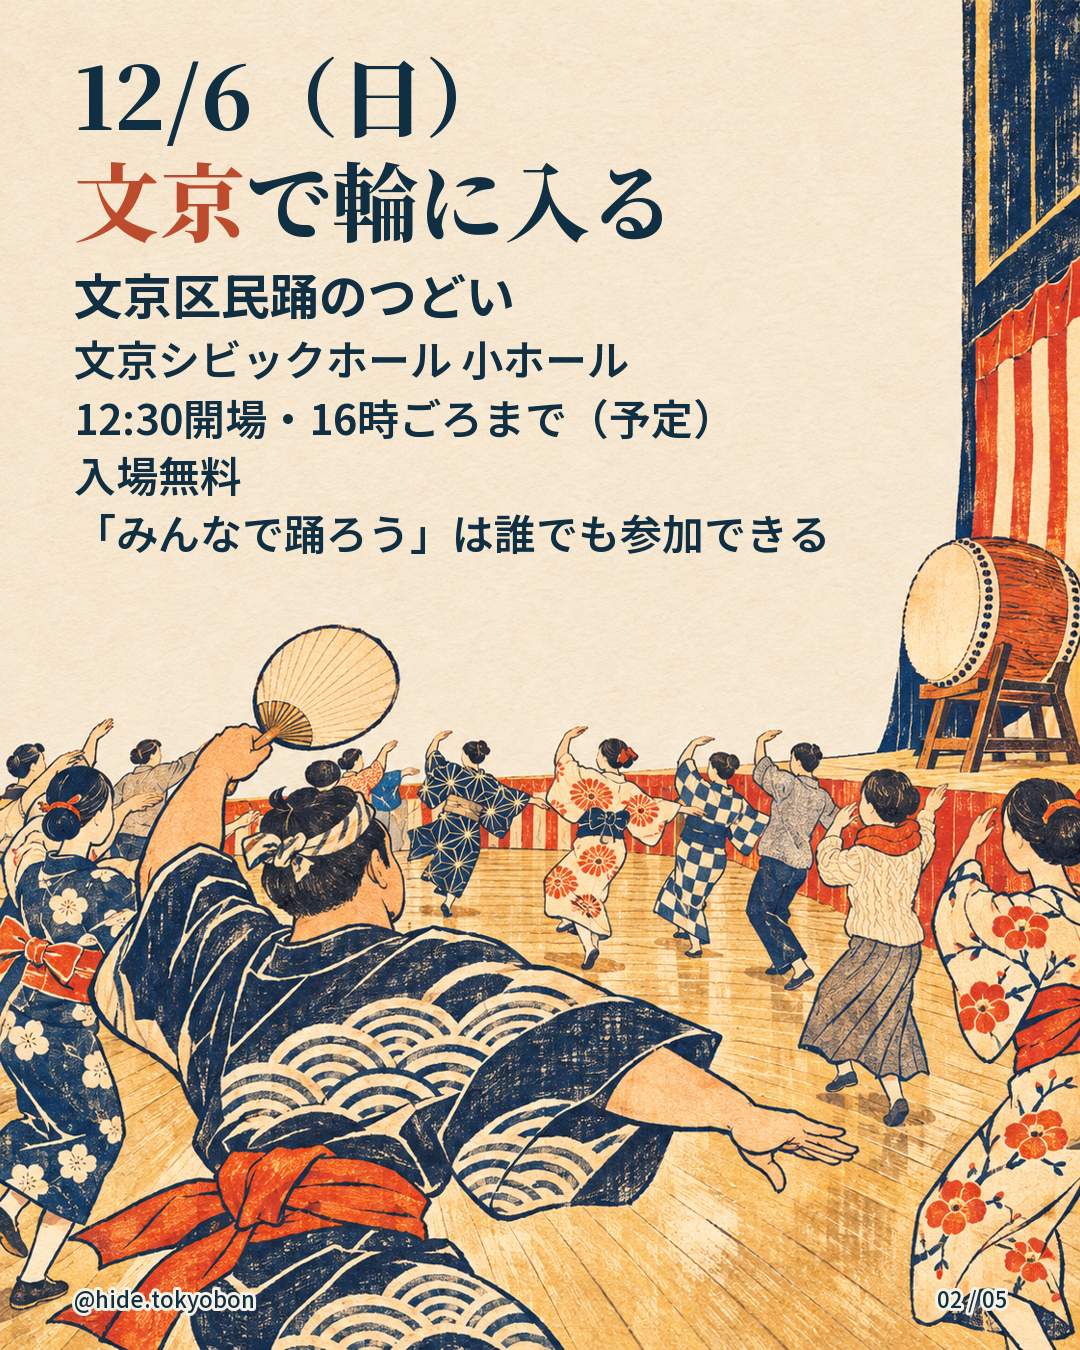 12/6（日）
文京で輪に入る
文京区民踊のつどい
文京シビックホール 小ホール
12:30開場・16時ごろまで（予定）
入場無料
「みんなで踊ろう」は誰でも参加できる
@hide.tokyobon
02 / 05